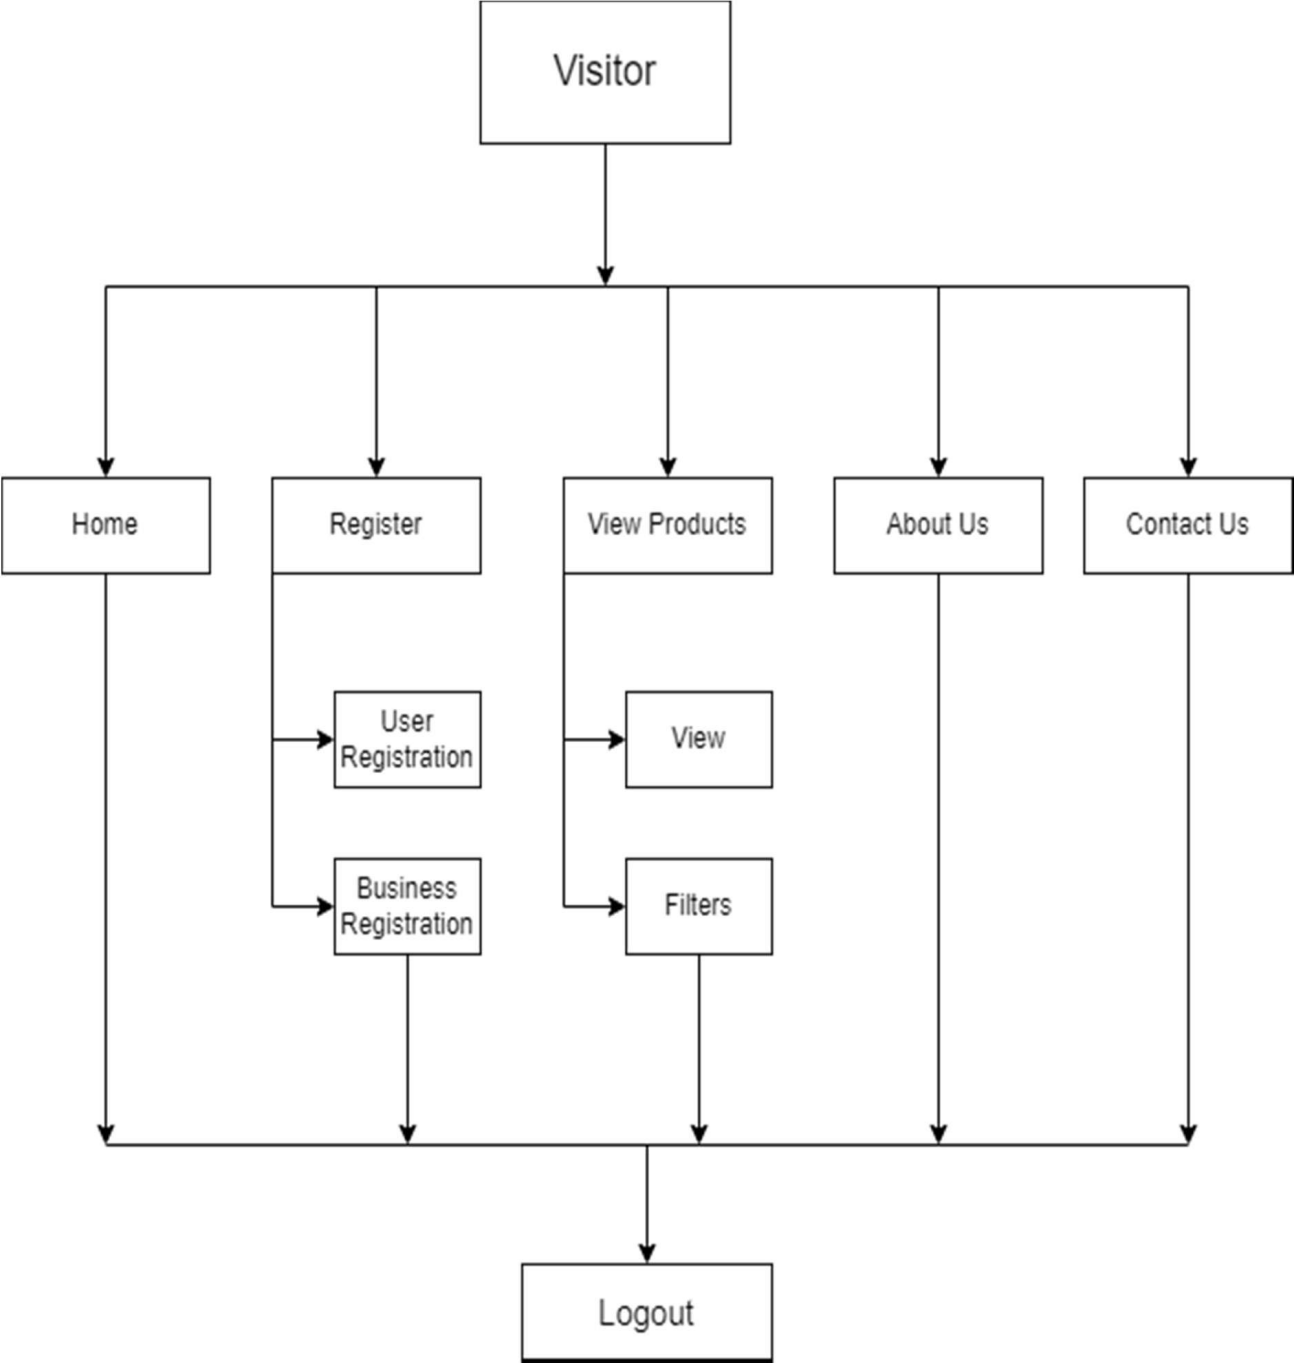 Visitor
Home
Register
View Products
About Us
Contact Us
User
Registration
View
Business
Registration
Filters
Logout